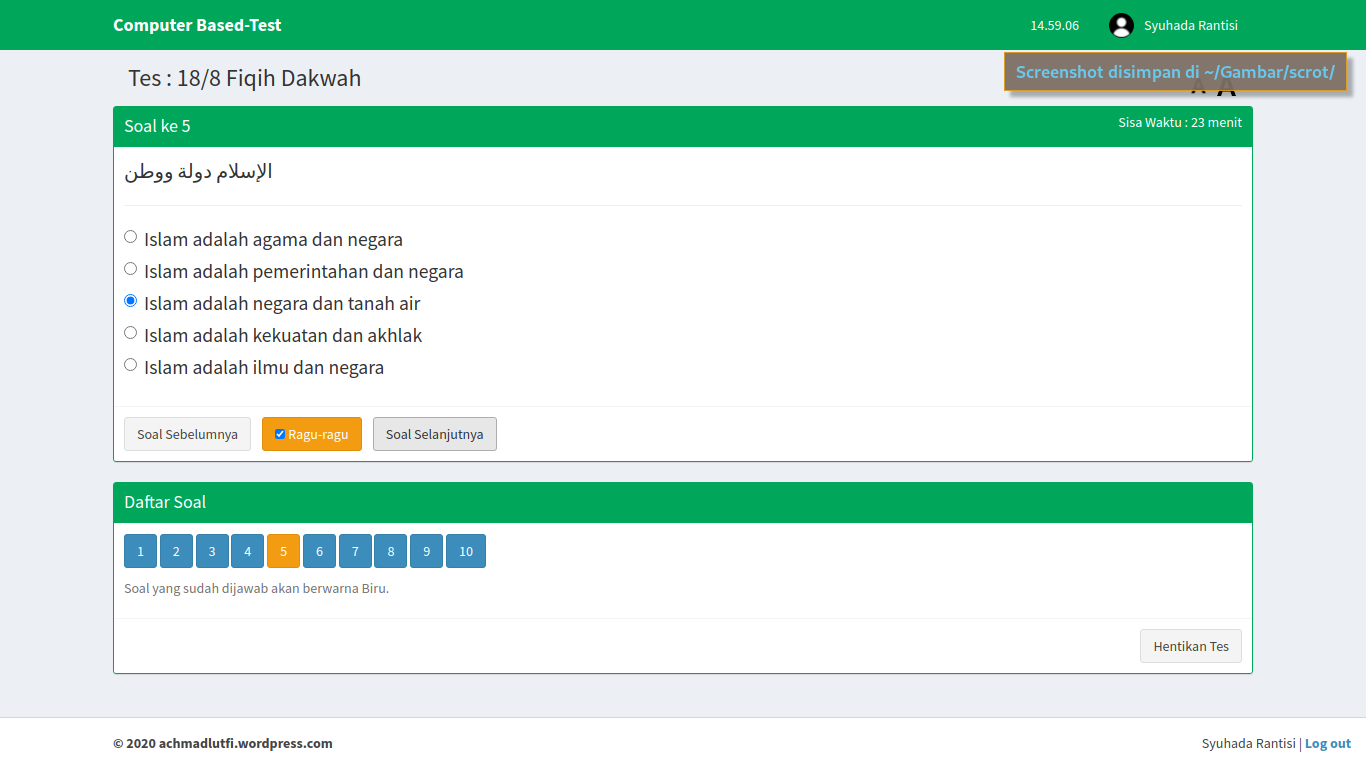 Computer Based-Test
14.59.06
Syuhada Rantisi
Tes : 18/8 Fiqih Dakwah
Screenshot disimpan di ~/Gambar/scrot/
A A
Soal ke 5
Sisa Waktu : 23 menit
الإسلام دولة ووطن
Islam adalah agama dan negara
Islam adalah pemerintahan dan negara
Islam adalah negara dan tanah air
Islam adalah kekuatan dan akhlak
Islam adalah ilmu dan negara
Soal Sebelumnya
Ragu-ragu
Soal Selanjutnya
Daftar Soal
1 2 3 4 5 6 7 8 9 10
Soal yang sudah dijawab akan berwarna Biru.
Hentikan Tes
© 2020 achmadlutfi.wordpress.com
Syuhada Rantisi | Log out